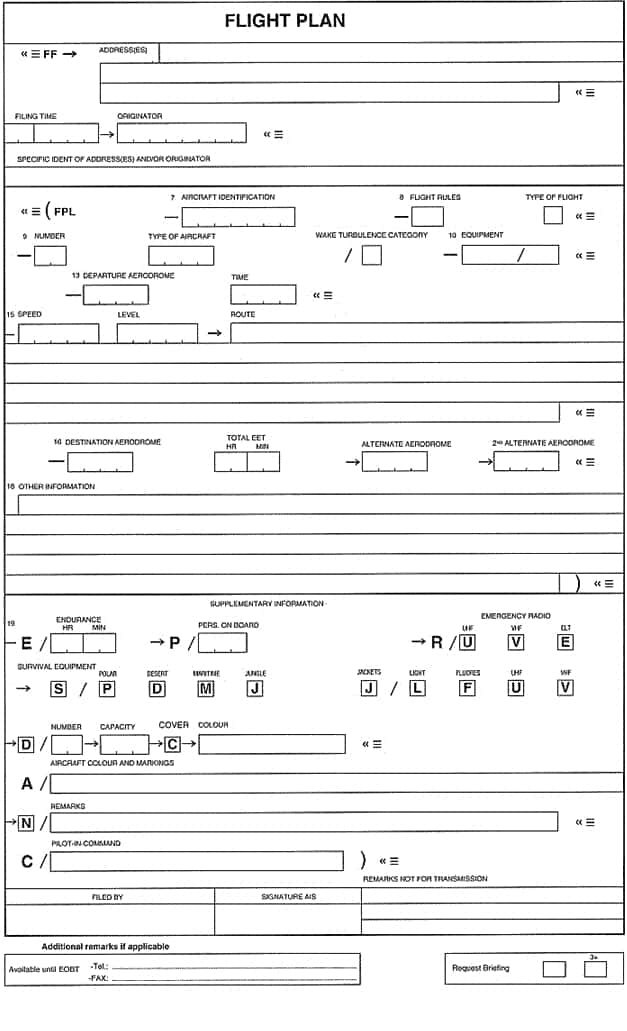 FLIGHT PLAN
« ≡ FF → ADDRESS(ES)
« ≡
FILING TIME ORIGINATOR
→ « ≡
SPECIFIC IDENT OF ADDRESS(ES) AND/OR ORIGINATOR
7 AIRCRAFT IDENTIFICATION 8 FLIGHT RULES TYPE OF FLIGHT
« ≡ ( FPL — — « ≡
9 NUMBER TYPE OF AIRCRAFT WAKE TURBULENCE CATEGORY 10 EQUIPMENT
— / — / « ≡
13 DEPARTURE AERODROME TIME
— « ≡
15 SPEED LEVEL ROUTE
— →
« ≡
16 DESTINATION AERODROME TOTAL EET HR MIN ALTERNATE AERODROME 2ND ALTERNATE AERODROME
— → → « ≡
18 OTHER INFORMATION
) « ≡
SUPPLEMENTARY INFORMATION
19 ENDURANCE HR MIN PERS. ON BOARD EMERGENCY RADIO UHF VHF ELT
— E / → P / → R / U V E
SURVIVAL EQUIPMENT POLAR DESERT MARITIME JUNGLE JACKETS LIGHT FLUORES UHF VHF
→ S / P D M J J / L F U V
NUMBER CAPACITY COVER COLOUR
→ D / → → C → « ≡
AIRCRAFT COLOUR AND MARKINGS
A /
REMARKS
→ N / « ≡
PILOT-IN-COMMAND
C / ) « ≡
REMARKS NOT FOR TRANSMISSION
FILED BY SIGNATURE AIS
Additional remarks if applicable
Available until EOBT -Tel.:
-FAX:
Request Briefing 3+